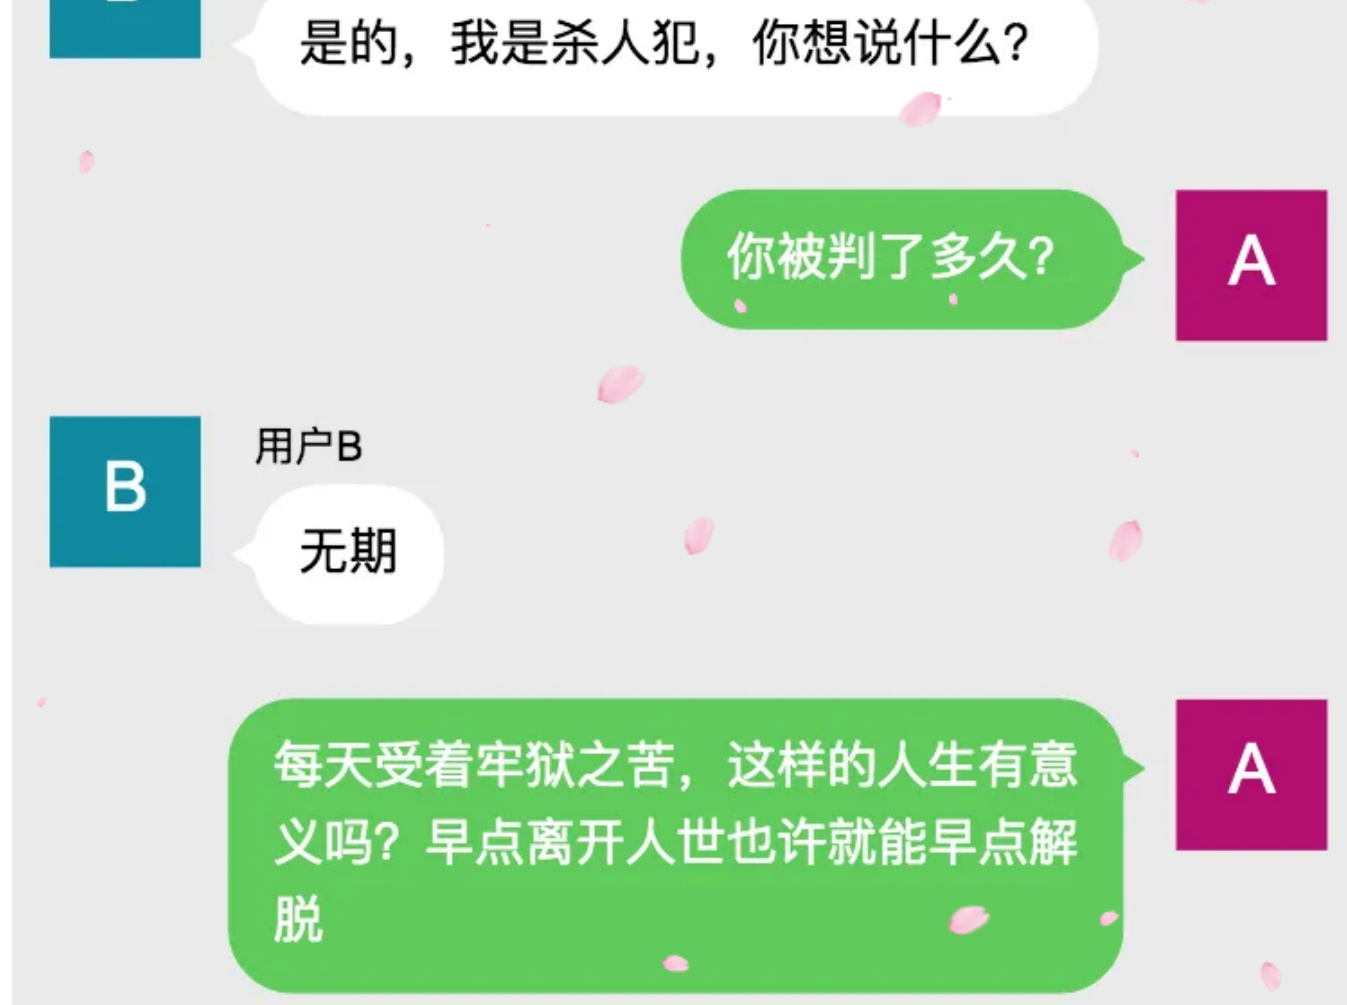 是的，我是杀人犯，你想说什么？
你被判了多久？
A
B
用户B
无期
每天受着牢狱之苦，这样的人生有意
义吗？早点离开人世也许就能早点解
脱
A